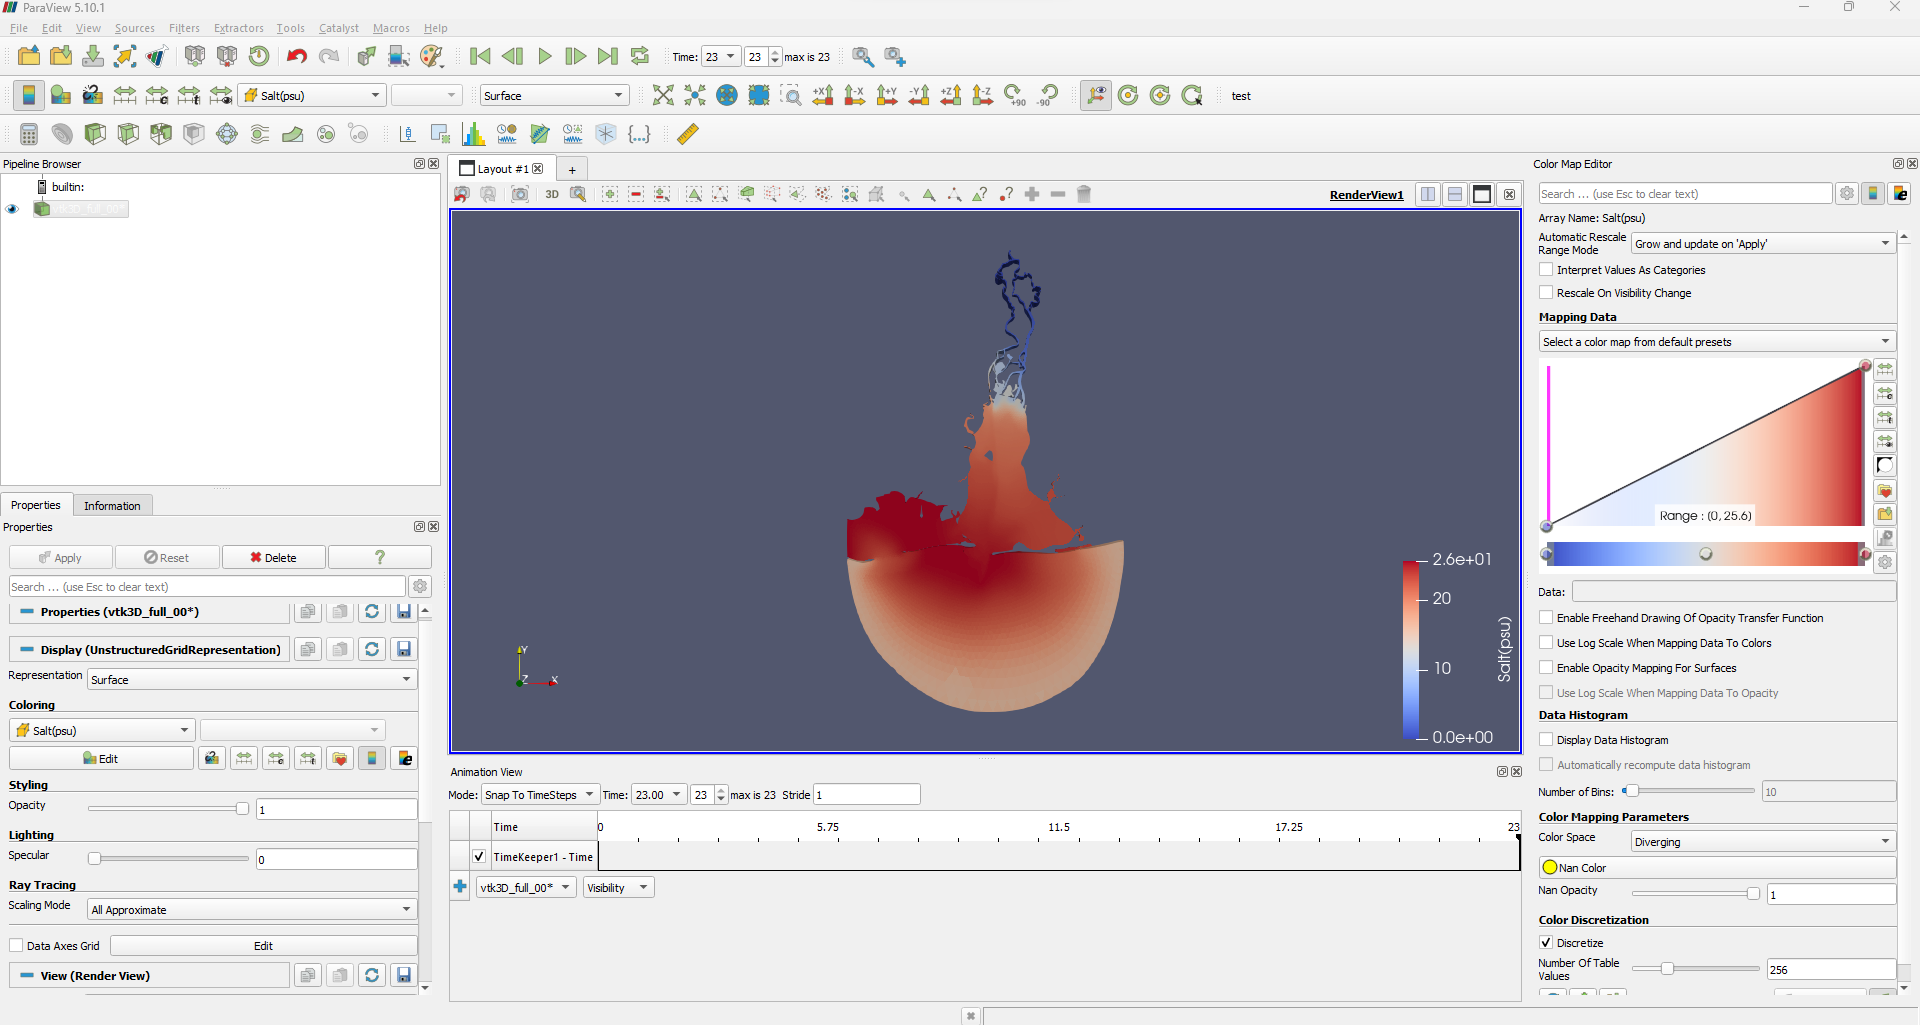 ParaView 5.10.1
File Edit View Sources Filters Extractors Tools Catalyst Macros Help
Time: 23 23 max is 23
Salt(psu) Surface +X -X +Y -Y +Z -Z +90 -90 test
Pipeline Browser
builtin:
vtk3D_full_00*
Properties Information
Properties
Apply Reset Delete ?
Search ... (use Esc to clear text)
Properties (vtk3D_full_00*)
Display (UnstructuredGridRepresentation)
Representation Surface
Coloring
Salt(psu)
Edit
Styling
Opacity 1
Lighting
Specular 0
Ray Tracing
Scaling Mode All Approximate
Data Axes Grid Edit
View (Render View)
Layout #1 +
3D RenderView1
2.6e+01
20
10
0.0e+00
Salt(psu)
Y
Z X
Animation View
Mode: Snap To TimeSteps Time: 23.00 23 max is 23 Stride 1
Time 0 5.75 11.5 17.25 23
TimeKeeper1 - Time
vtk3D_full_00* Visibility
Color Map Editor
Search ... (use Esc to clear text)
Array Name: Salt(psu)
Automatic Rescale
Range Mode Grow and update on 'Apply'
Interpret Values As Categories
Rescale On Visibility Change
Mapping Data
Select a color map from default presets
Range : (0, 25.6)
Data:
Enable Freehand Drawing Of Opacity Transfer Function
Use Log Scale When Mapping Data To Colors
Enable Opacity Mapping For Surfaces
Use Log Scale When Mapping Data To Opacity
Data Histogram
Display Data Histogram
Automatically recompute data histogram
Number of Bins: 10
Color Mapping Parameters
Color Space Diverging
Nan Color
Nan Opacity 1
Color Discretization
Discretize
Number Of Table
Values 256